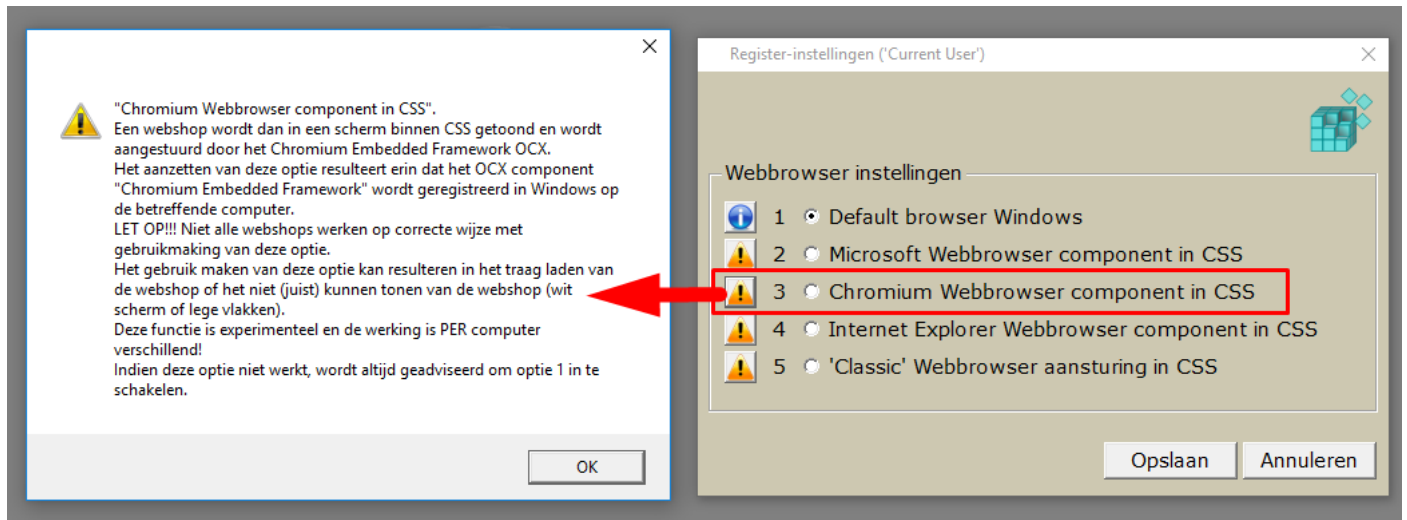 "Chromium Webbrowser component in CSS".
Een webshop wordt dan in een scherm binnen CSS getoond en wordt
aangestuurd door het Chromium Embedded Framework OCX.
Het aanzetten van deze optie resulteert erin dat het OCX component
"Chromium Embedded Framework" wordt geregistreerd in Windows op
de betreffende computer.
LET OP!!! Niet alle webshops werken op correcte wijze met
gebruikmaking van deze optie.
Het gebruik maken van deze optie kan resulteren in het traag laden van
de webshop of het niet (juist) kunnen tonen van de webshop (wit
scherm of lege vlakken).
Deze functie is experimenteel en de werking is PER computer
verschillend!
Indien deze optie niet werkt, wordt altijd geadviseerd om optie 1 in te
schakelen.
OK
Register-instellingen ('Current User')
Webbrowser instellingen
1 Default browser Windows
2 Microsoft Webbrowser component in CSS
3 Chromium Webbrowser component in CSS
4 Internet Explorer Webbrowser component in CSS
5 'Classic' Webbrowser aansturing in CSS
Opslaan Annuleren